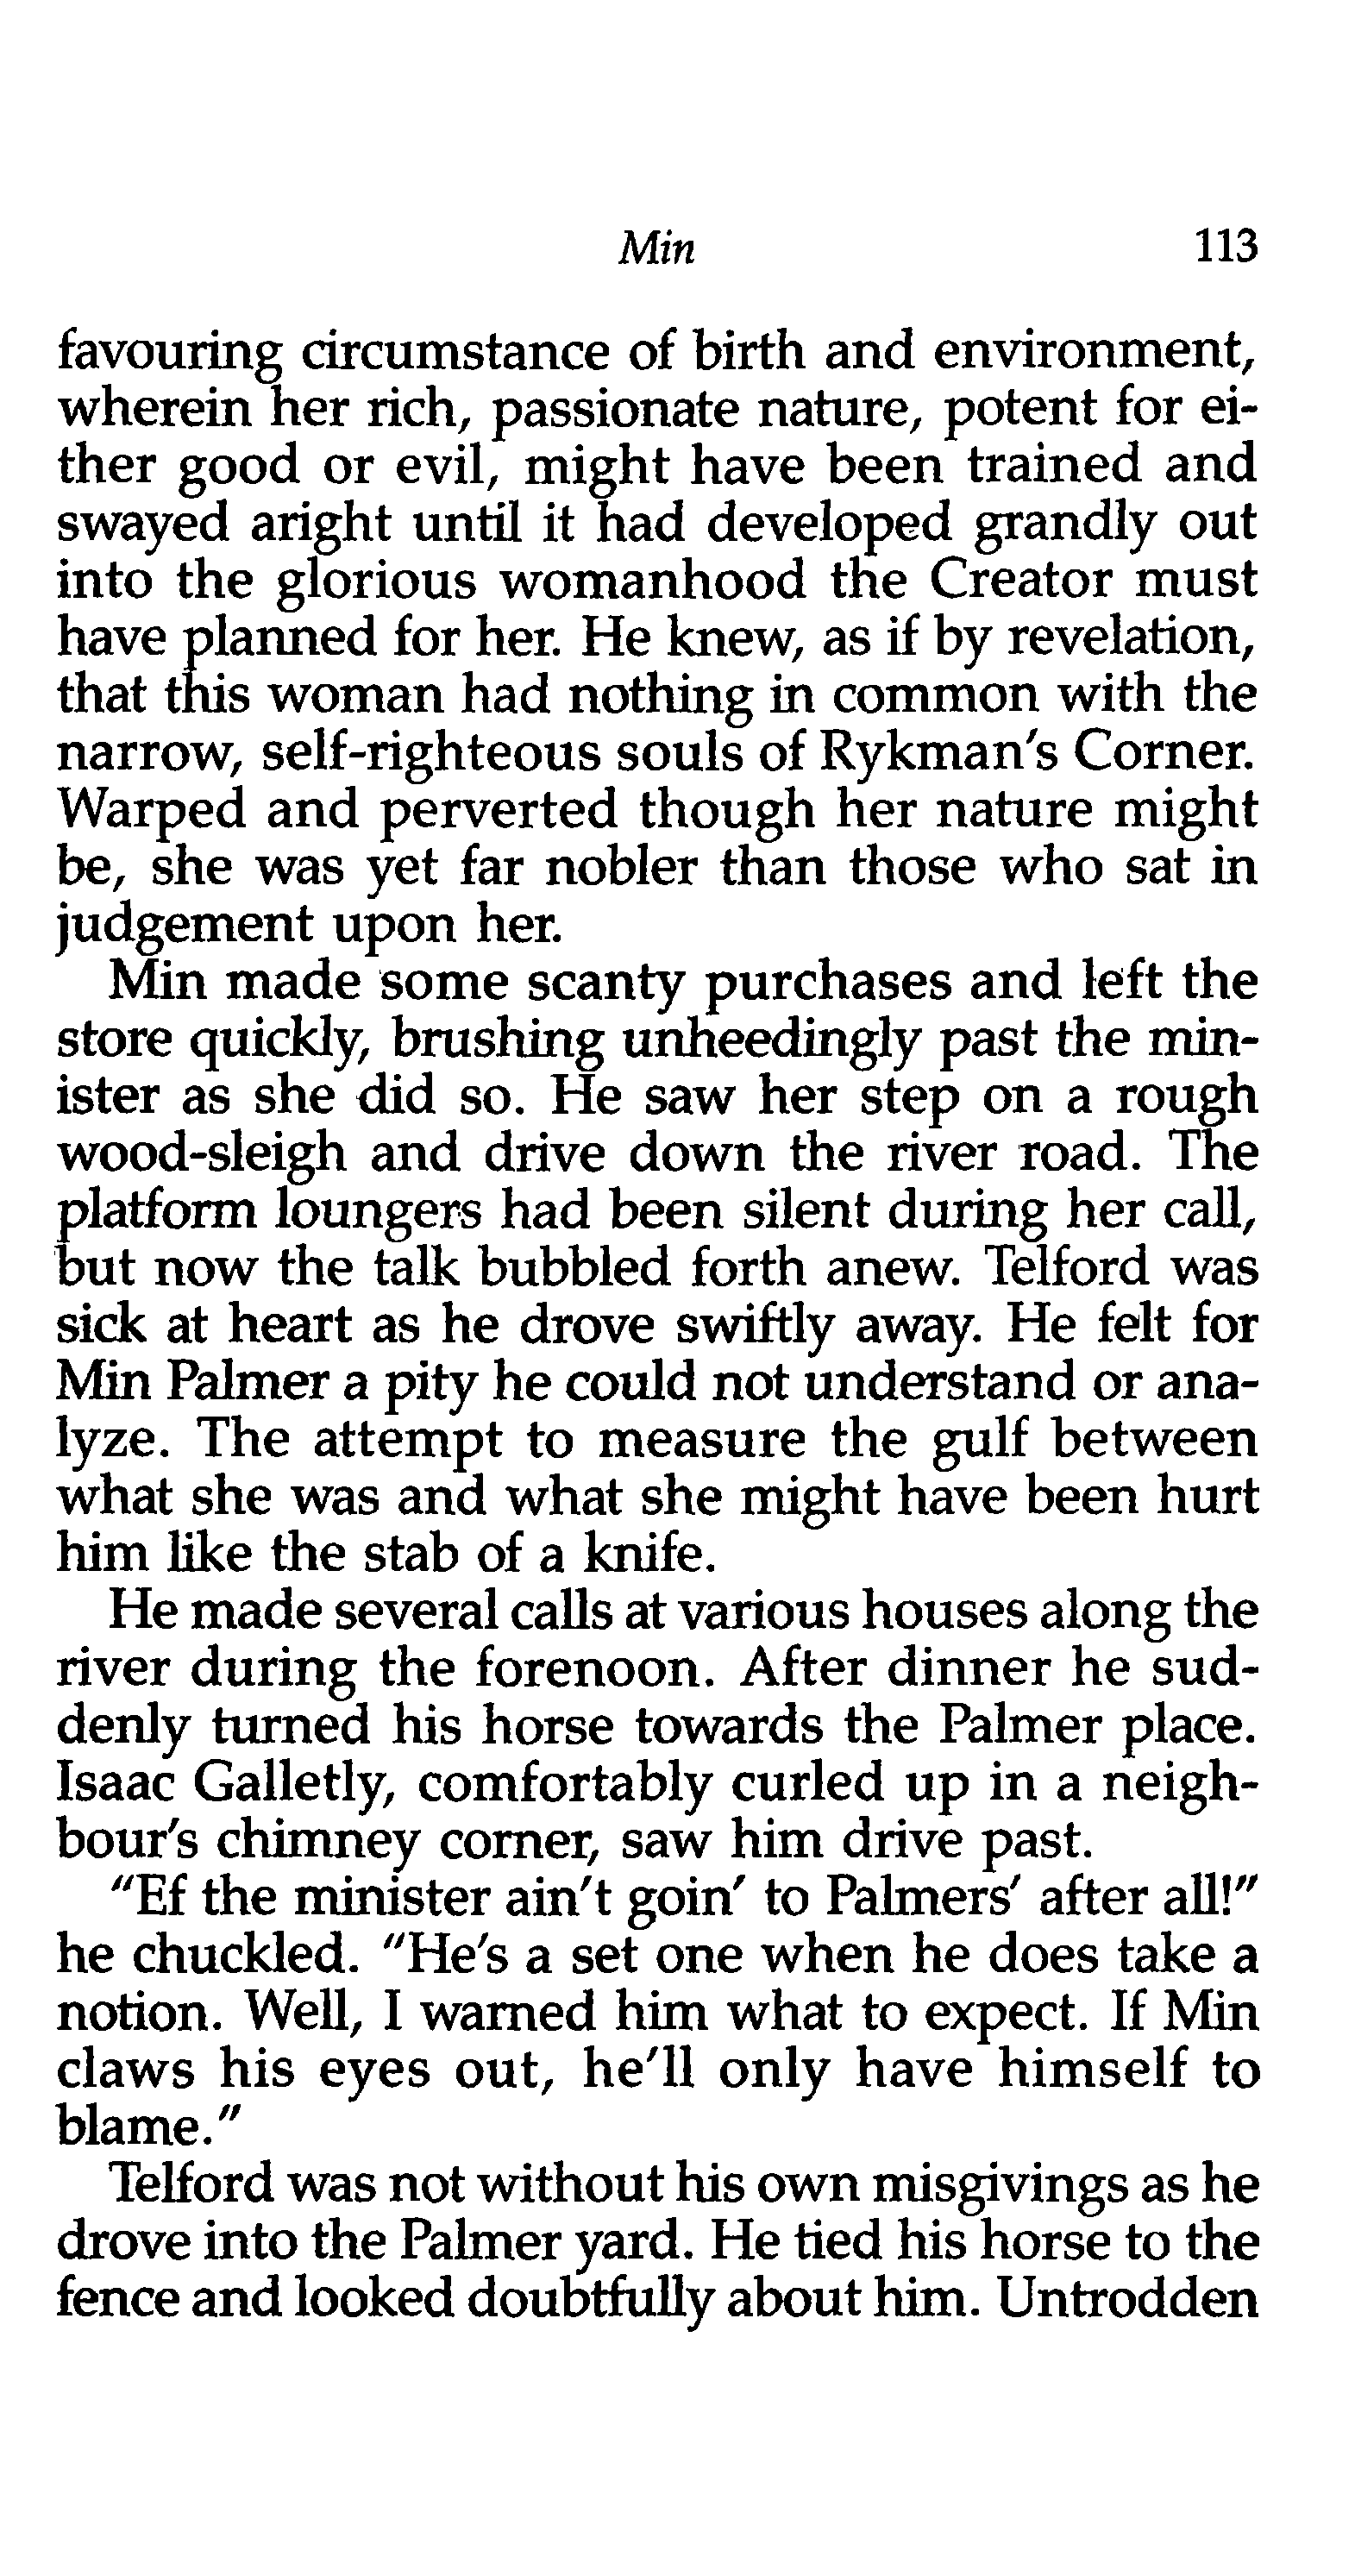 Min 113
favouring circumstance of birth and environment,
wherein her rich, passionate nature, potent for ei-
ther good or evil, might have been trained and
swayed aright until it had developed grandly out
into the glorious womanhood the Creator must
have planned for her. He knew, as if by revelation,
that this woman had nothing in common with the
narrow, self-righteous souls of Rykman's Corner.
Warped and perverted though her nature might
be, she was yet far nobler than those who sat in
judgement upon her.
Min made some scanty purchases and left the
store quickly, brushing unheedingly past the min-
ister as she did so. He saw her step on a rough
wood-sleigh and drive down the river road. The
platform loungers had been silent during her call,
but now the talk bubbled forth anew. Telford was
sick at heart as he drove swiftly away. He felt for
Min Palmer a pity he could not understand or ana-
lyze. The attempt to measure the gulf between
what she was and what she might have been hurt
him like the stab of a knife.
He made several calls at various houses along the
river during the forenoon. After dinner he sud-
denly turned his horse towards the Palmer place.
Isaac Galletly, comfortably curled up in a neigh-
bour's chimney corner, saw him drive past.
"Ef the minister ain't goin' to Palmers' after all!"
he chuckled. "He's a set one when he does take a
notion. Well, I warned him what to expect. If Min
claws his eyes out, he'll only have himself to
blame."
Telford was not without his own misgivings as he
drove into the Palmer yard. He tied his horse to the
fence and looked doubtfully about him. Untrodden